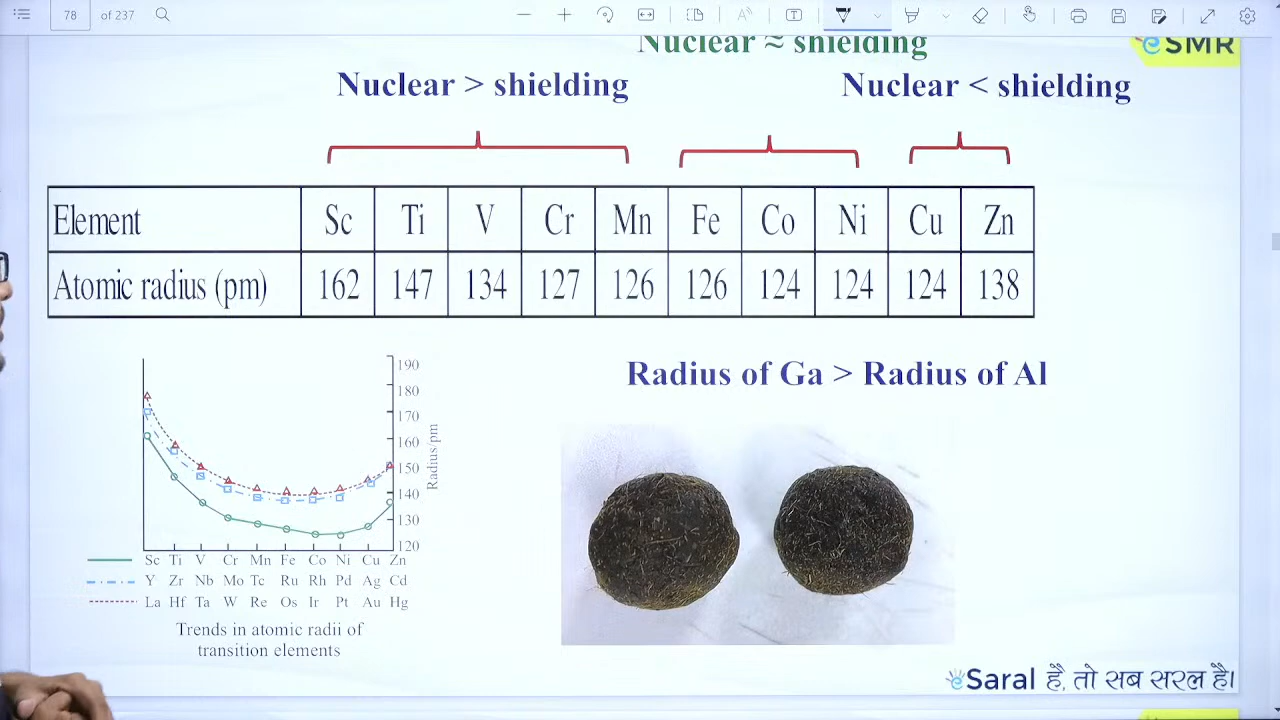 78 of 237
Nuclear ≈ shielding
eSMR
Nuclear > shielding
Nuclear < shielding
Element Sc Ti V Cr Mn Fe Co Ni Cu Zn
Atomic radius (pm) 162 147 134 127 126 126 124 124 124 138
Radius of Ga > Radius of Al
190
180
170
160
150
140
130
120
Radius/pm
Sc Ti V Cr Mn Fe Co Ni Cu Zn
Y Zr Nb Mo Tc Ru Rh Pd Ag Cd
La Hf Ta W Re Os Ir Pt Au Hg
Trends in atomic radii of
transition elements
eSaral है, तो सब सरल है।